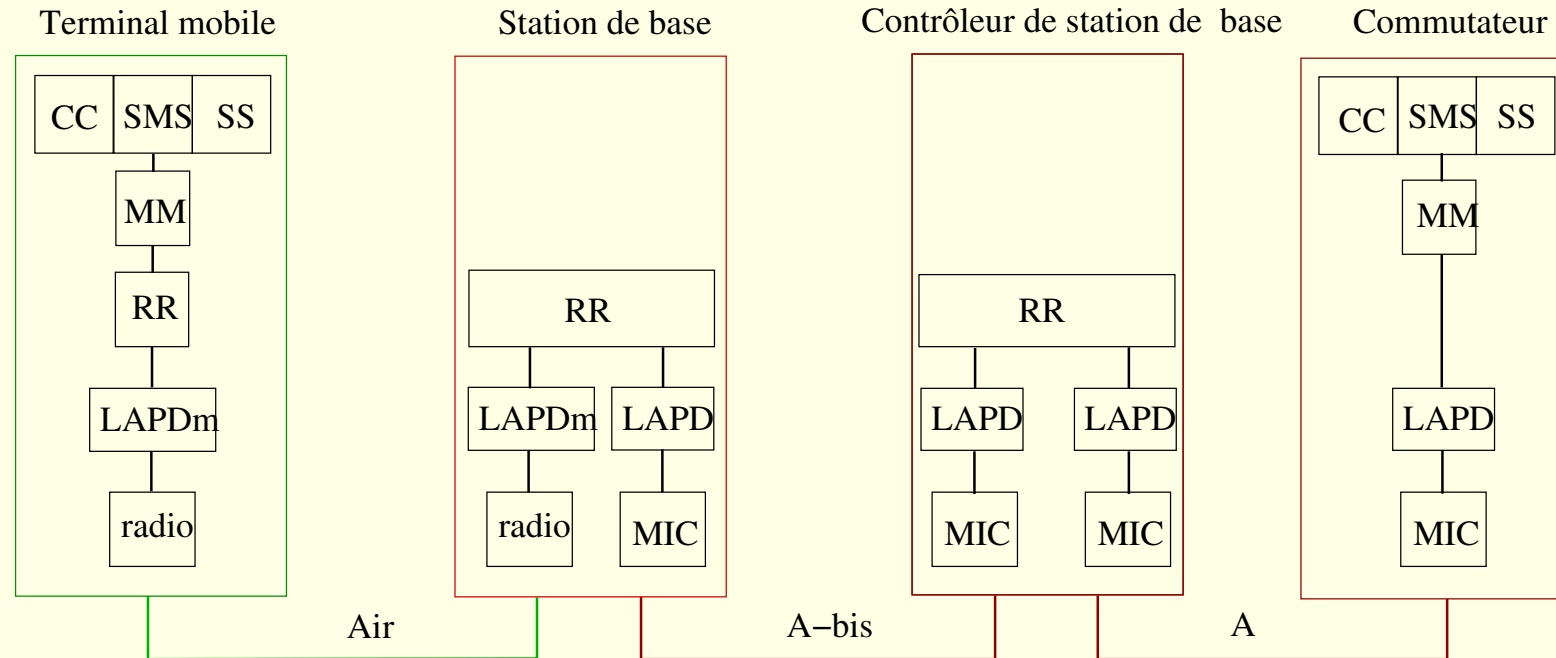 Terminal mobile Station de base Contrôleur de station de base Commutateur
CC SMS SS CC SMS SS
MM MM
RR RR RR
LAPDm LAPDm LAPD LAPD LAPD LAPD
radio radio MIC MIC MIC MIC
Air A−bis A